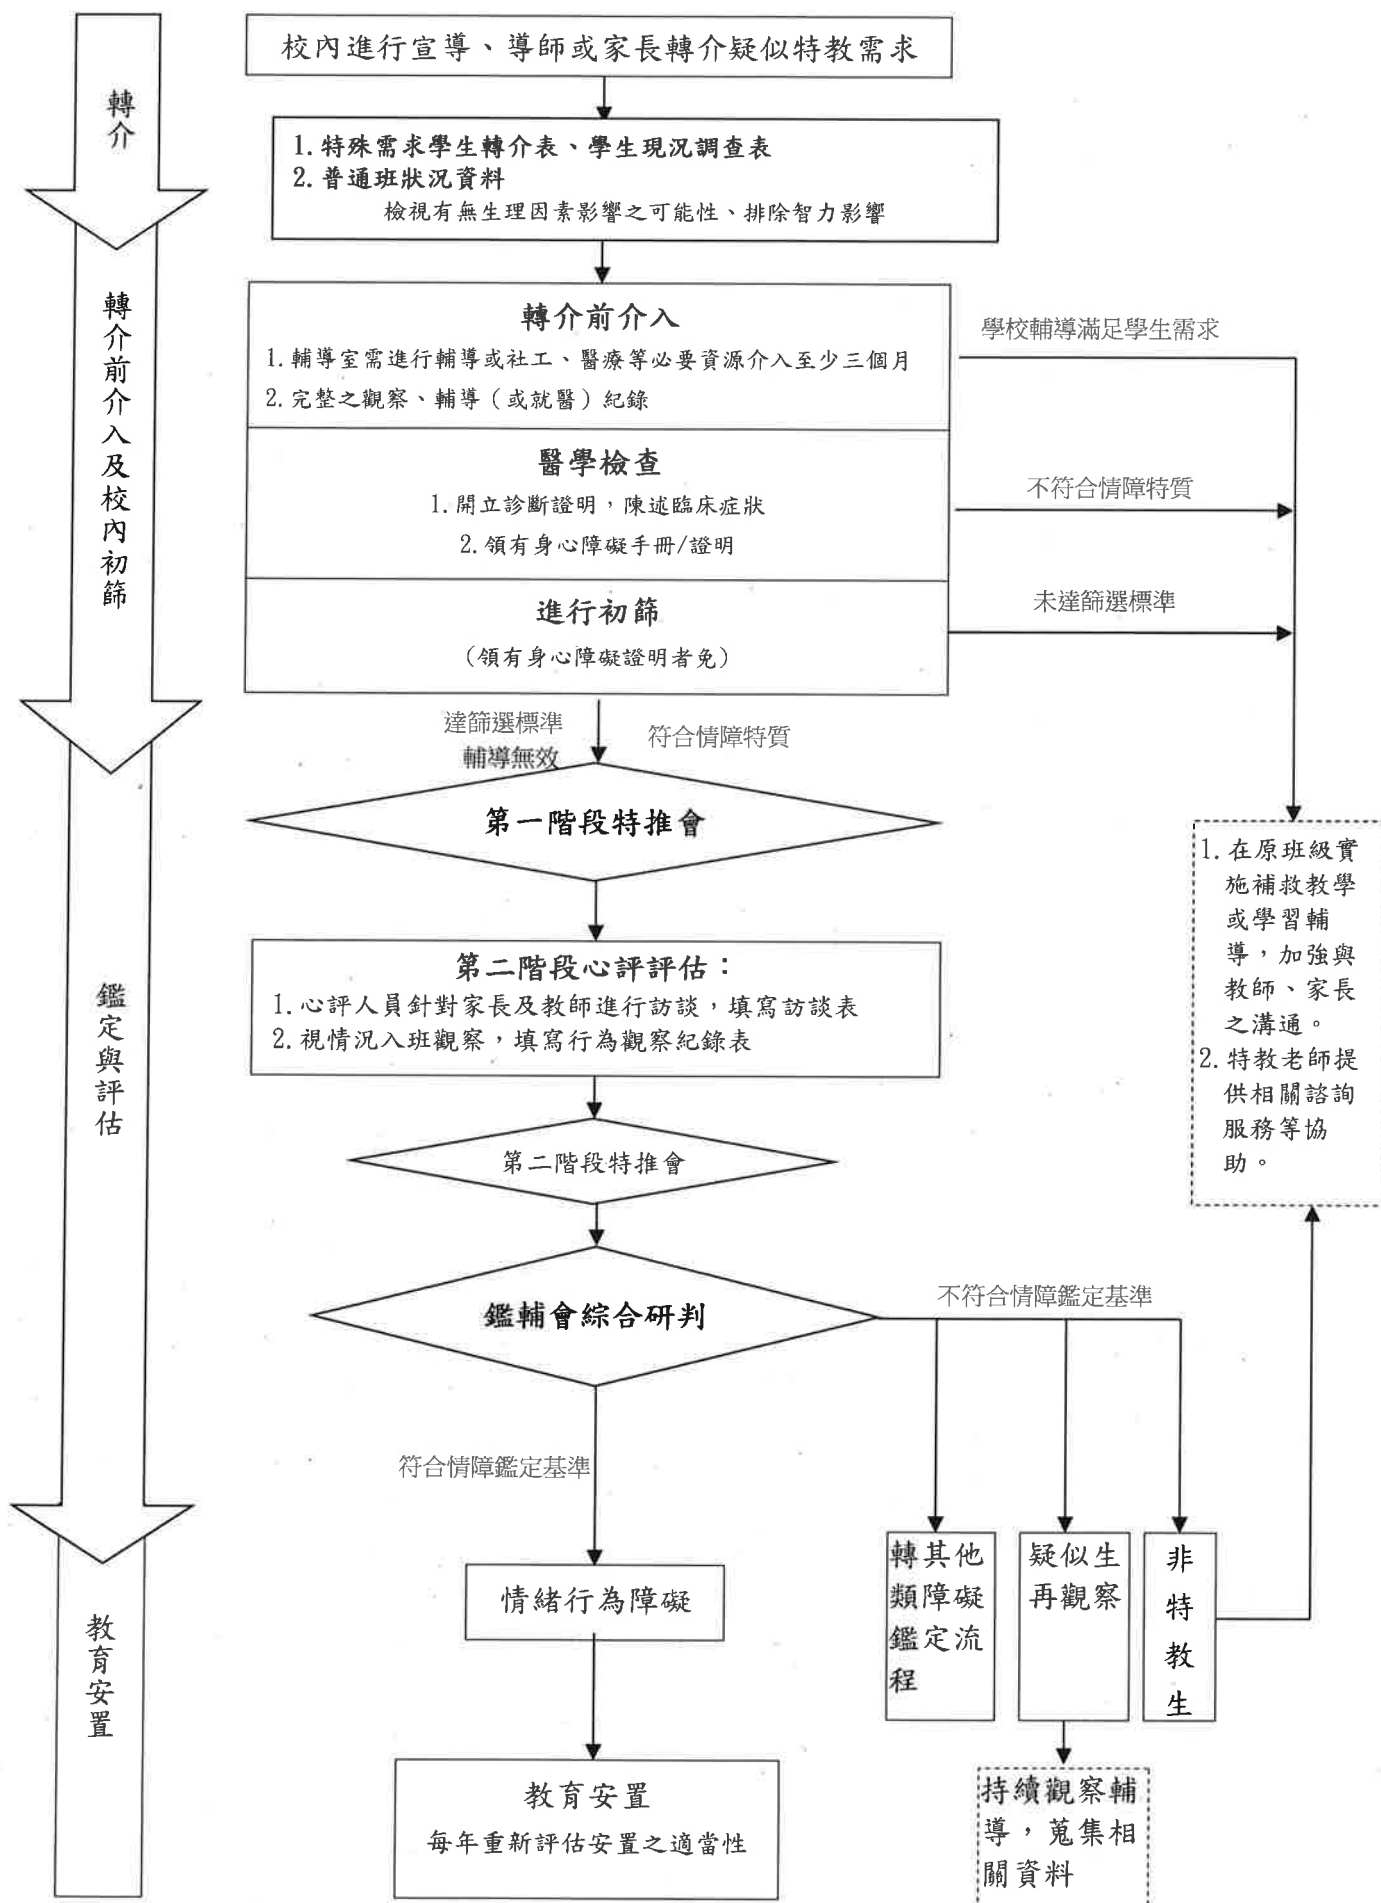 校內進行宣導、導師或家長轉介疑似特教需求
轉介
1. 特殊需求學生轉介表、學生現況調查表
2. 普通班狀況資料
檢視有無生理因素影響之可能性、排除智力影響
轉介前介入及校內初篩
轉介前介入
1. 輔導室需進行輔導或社工、醫療等必要資源介入至少三個月
2. 完整之觀察、輔導（或就醫）紀錄
學校輔導滿足學生需求
醫學檢查
1. 開立診斷證明，陳述臨床症狀
2. 領有身心障礙手冊/證明
不符合情障特質
進行初篩
(領有身心障礙證明者免)
未達篩選標準
達篩選標準
輔導無效
符合情障特質
第一階段特推會
鑑定與評估
第二階段心評評估：
1. 心評人員針對家長及教師進行訪談，填寫訪談表
2. 視情況入班觀察，填寫行為觀察紀錄表
1. 在原班級實
施補救教學
或學習輔
導，加強與
教師、家長
之溝通。
2. 特教老師提
供相關諮詢
服務等協
助。
第二階段特推會
鑑輔會綜合研判
不符合情障鑑定基準
符合情障鑑定基準
教育安置
情緒行為障礙
轉其他
類障礙
鑑定流
程
疑似生
再觀察
非特教生
教育安置
每年重新評估安置之適當性
持續觀察輔
導，蒐集相
關資料